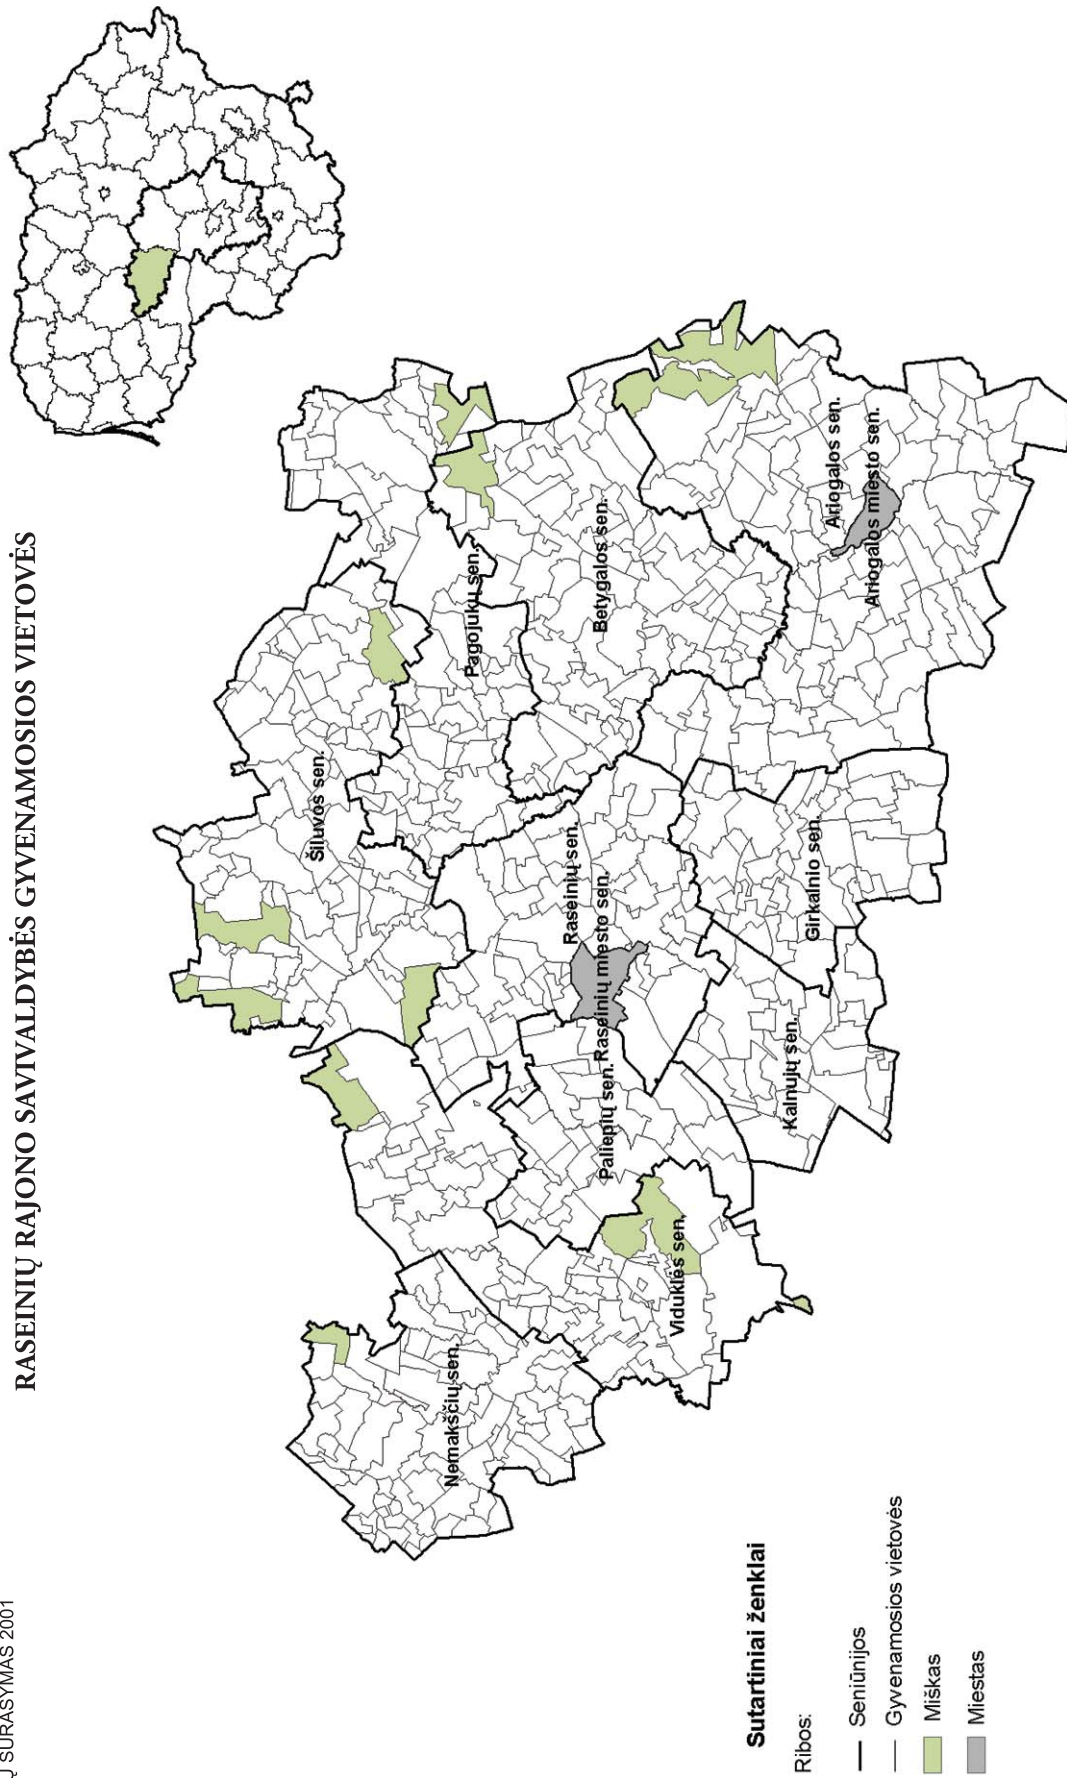 Ų SURAŠYMAS 2001
RASEINIŲ RAJONO SAVIVALDYBĖS GYVENAMOSIOS VIETOVĖS
Šiluvos sen.
Nemakščių sen.
Pagojukų sen.
Raseinių sen.
Betygalos sen.
Paliepių sen.
Raseinių miesto sen.
Viduklės sen.
Kalnujų sen.
Girkalnio sen.
Ariogalos sen.
Ariogalos miesto sen.
Sutartiniai ženklai
Ribos:
Seniūnijos
Gyvenamosios vietovės
Miškas
Miestas